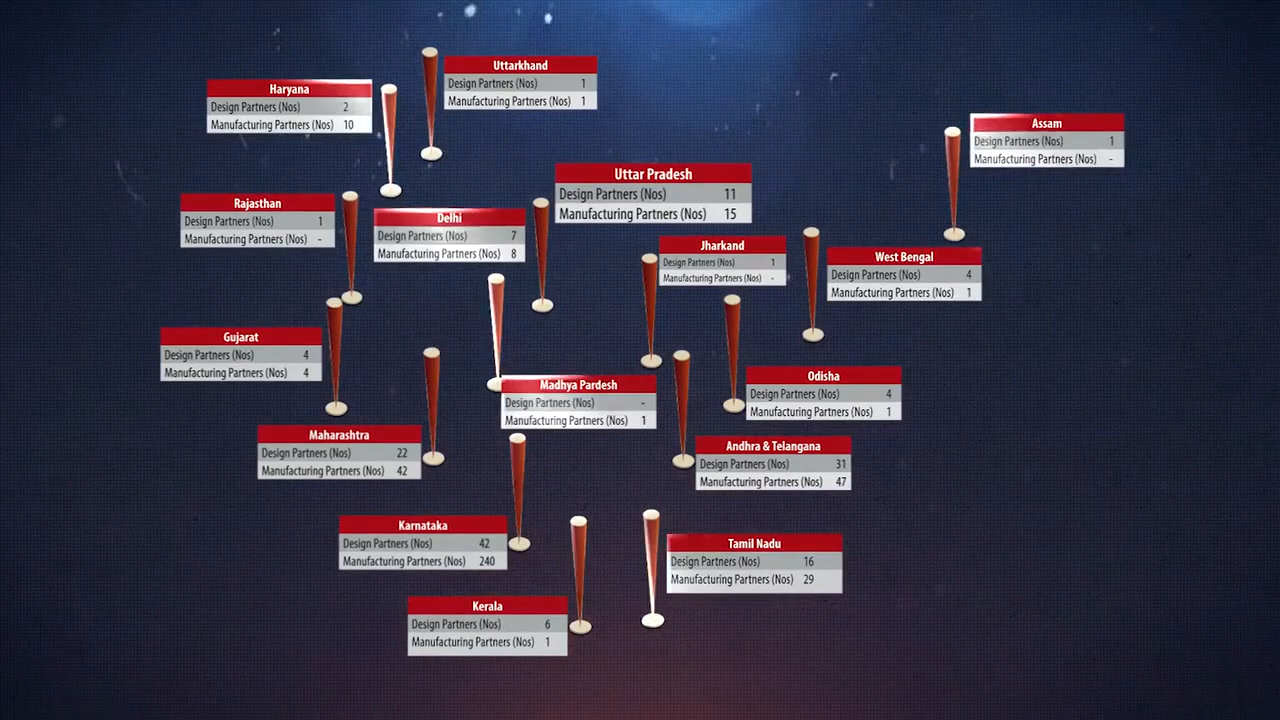 Uttarkhand
Design Partners (Nos) 1
Manufacturing Partners (Nos) 1
Haryana
Design Partners (Nos) 2
Manufacturing Partners (Nos) 10
Assam
Design Partners (Nos) 1
Manufacturing Partners (Nos) -
Uttar Pradesh
Design Partners (Nos) 11
Manufacturing Partners (Nos) 15
Rajasthan
Design Partners (Nos) 1
Manufacturing Partners (Nos) -
Delhi
Design Partners (Nos) 7
Manufacturing Partners (Nos) 8
Jharkand
Design Partners (Nos) 1
Manufacturing Partners (Nos) -
West Bengal
Design Partners (Nos) 4
Manufacturing Partners (Nos) 1
Gujarat
Design Partners (Nos) 4
Manufacturing Partners (Nos) 4
Madhya Pardesh
Design Partners (Nos) -
Manufacturing Partners (Nos) 1
Odisha
Design Partners (Nos) 4
Manufacturing Partners (Nos) 1
Maharashtra
Design Partners (Nos) 22
Manufacturing Partners (Nos) 42
Andhra & Telangana
Design Partners (Nos) 31
Manufacturing Partners (Nos) 47
Karnataka
Design Partners (Nos) 42
Manufacturing Partners (Nos) 240
Tamil Nadu
Design Partners (Nos) 16
Manufacturing Partners (Nos) 29
Kerala
Design Partners (Nos) 6
Manufacturing Partners (Nos) 1